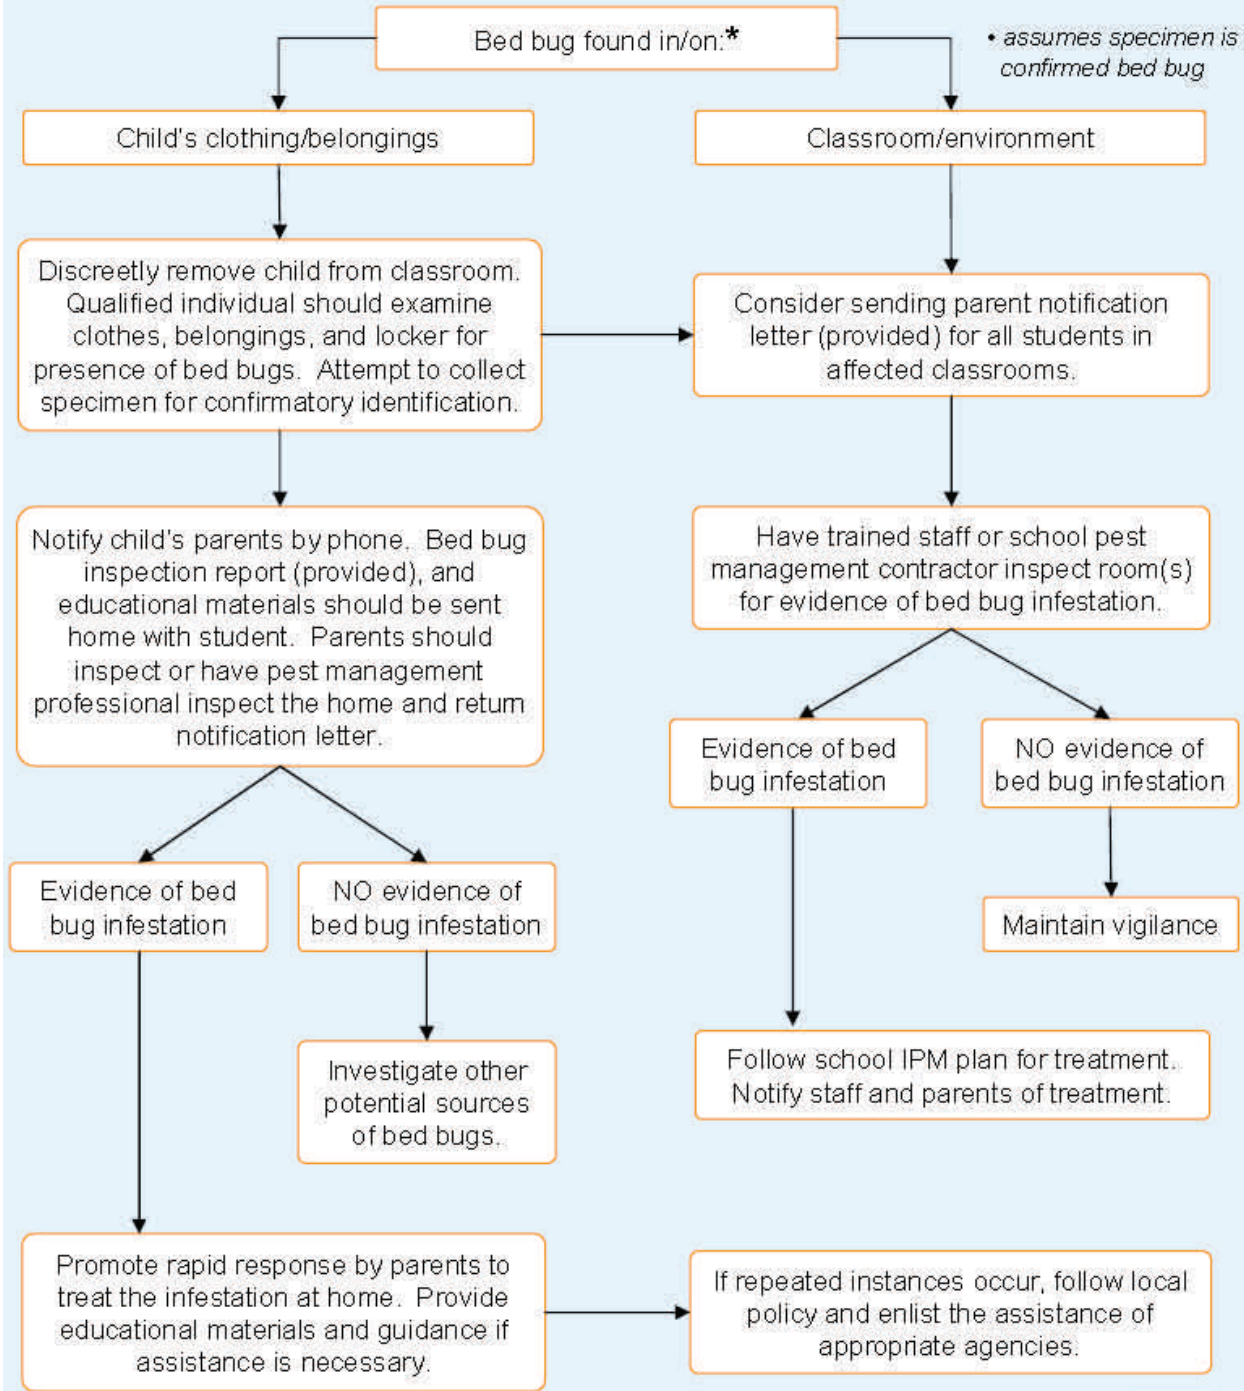 Bed bug found in/on:*
• assumes specimen is
confirmed bed bug
Child's clothing/belongings
Classroom/environment
Discreetly remove child from classroom.
Qualified individual should examine
clothes, belongings, and locker for
presence of bed bugs. Attempt to collect
specimen for confirmatory identification.
Consider sending parent notification
letter (provided) for all students in
affected classrooms.
Notify child's parents by phone. Bed bug
inspection report (provided), and
educational materials should be sent
home with student. Parents should
inspect or have pest management
professional inspect the home and return
notification letter.
Have trained staff or school pest
management contractor inspect room(s)
for evidence of bed bug infestation.
Evidence of bed
bug infestation
NO evidence of
bed bug infestation
Evidence of bed
bug infestation
NO evidence of
bed bug infestation
Maintain vigilance
Investigate other
potential sources
of bed bugs.
Follow school IPM plan for treatment.
Notify staff and parents of treatment.
Promote rapid response by parents to
treat the infestation at home. Provide
educational materials and guidance if
assistance is necessary.
If repeated instances occur, follow local
policy and enlist the assistance of
appropriate agencies.